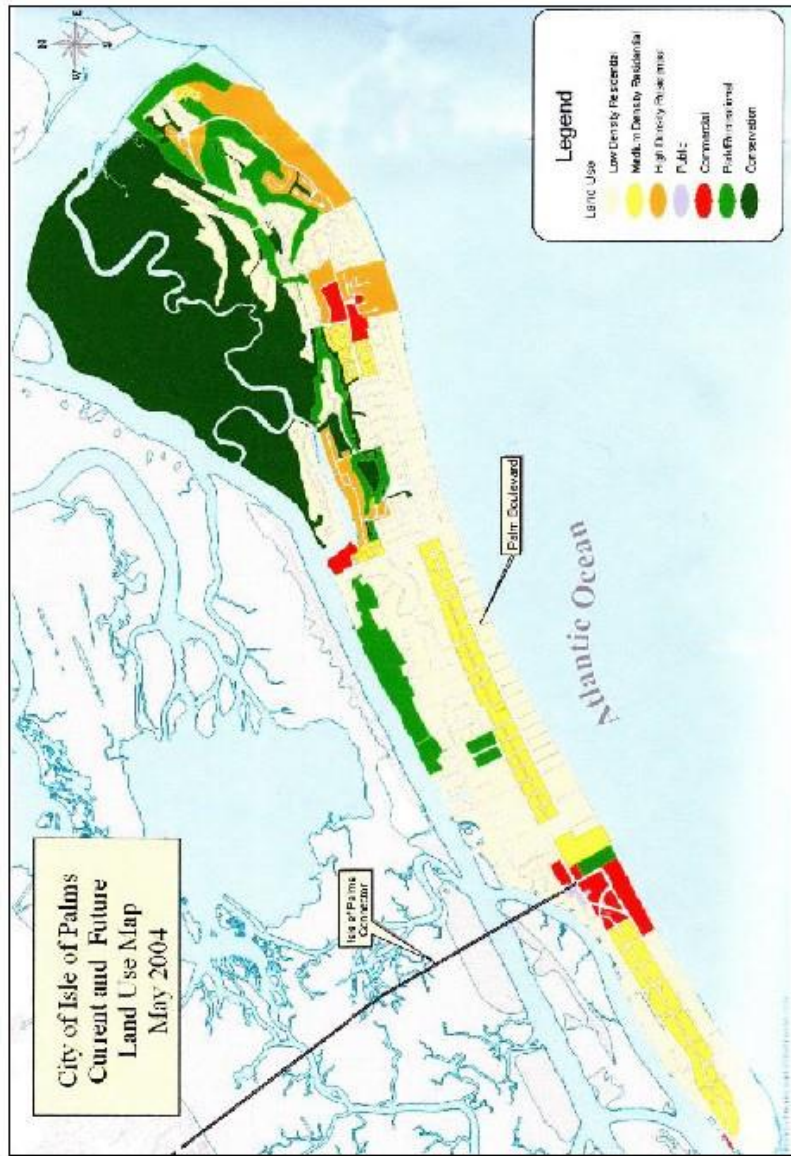 City of Isle of Palms
Current and Future
Land Use Map
May 2004
Isle of Palms
Connector
Palm Boulevard
Atlantic Ocean
N
E
S
W
Legend
Land Use
Low Density Residential
Medium Density Residential
High Density Residential
Public
Commercial
Park/Recreational
Conservation